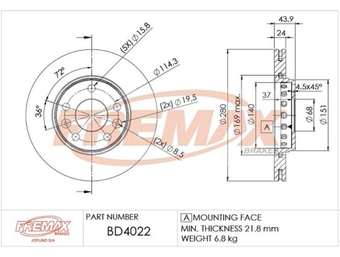 43,9
24
(5X) Ø15,8
72°
Ø114,3
36°
(2x) Ø19,5
(2x) Ø8,5
Ø280
Ø169 max.
Ø140
37
A
4.5x45°
Ø68
Ø151
FREMAX
BRAKE
FREMAX
PART NUMBER
BD4022
A MOUNTING FACE
MIN. THICKNESS 21.8 mm
WEIGHT 6.8 kg